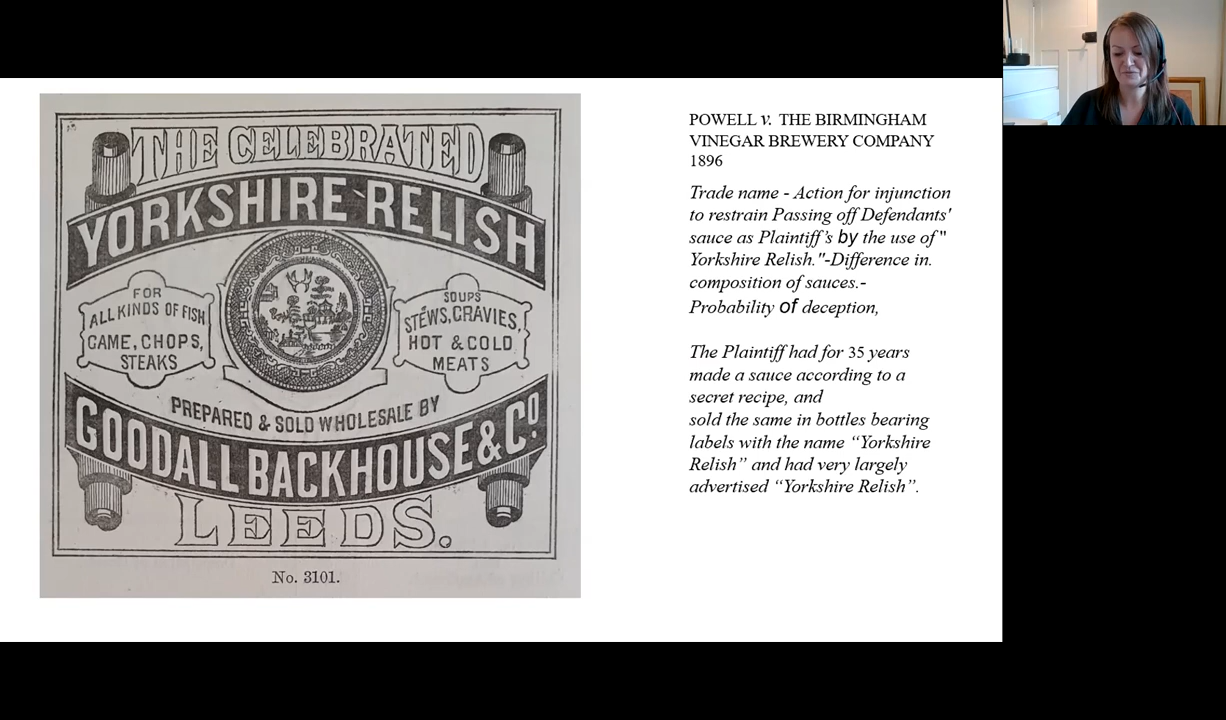 THE CELEBRATED
YORKSHIRE RELISH
FOR
ALL KINDS OF FISH
GAME, CHOPS,
STEAKS
SOUPS
STEWS, GRAVIES,
HOT & COLD
MEATS
PREPARED & SOLD WHOLESALE BY
GOODALL BACKHOUSE & Co.
LEEDS.
No. 3101.
POWELL v. THE BIRMINGHAM
VINEGAR BREWERY COMPANY
1896
Trade name - Action for injunction
to restrain Passing off Defendants'
sauce as Plaintiff's by the use of "
Yorkshire Relish."-Difference in.
composition of sauces.-
Probability of deception,
The Plaintiff had for 35 years
made a sauce according to a
secret recipe, and
sold the same in bottles bearing
labels with the name “Yorkshire
Relish” and had very largely
advertised “Yorkshire Relish”.